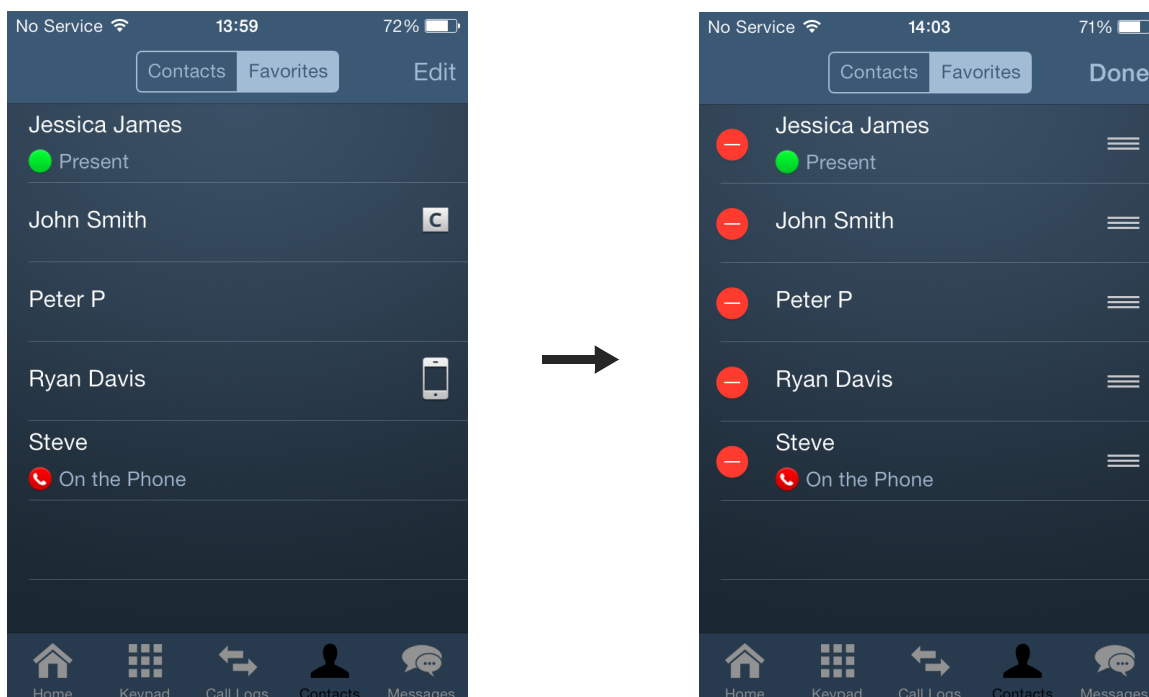 No Service 13:59 72%
Contacts Favorites Edit
Jessica James
Present
John Smith C
Peter P
Ryan Davis
Steve
On the Phone
Home Keypad Call Logs Contacts Messages
No Service 14:03 71%
Contacts Favorites Done
Jessica James
Present
John Smith
Peter P
Ryan Davis
Steve
On the Phone
Home Keypad Call Logs Contacts Messages